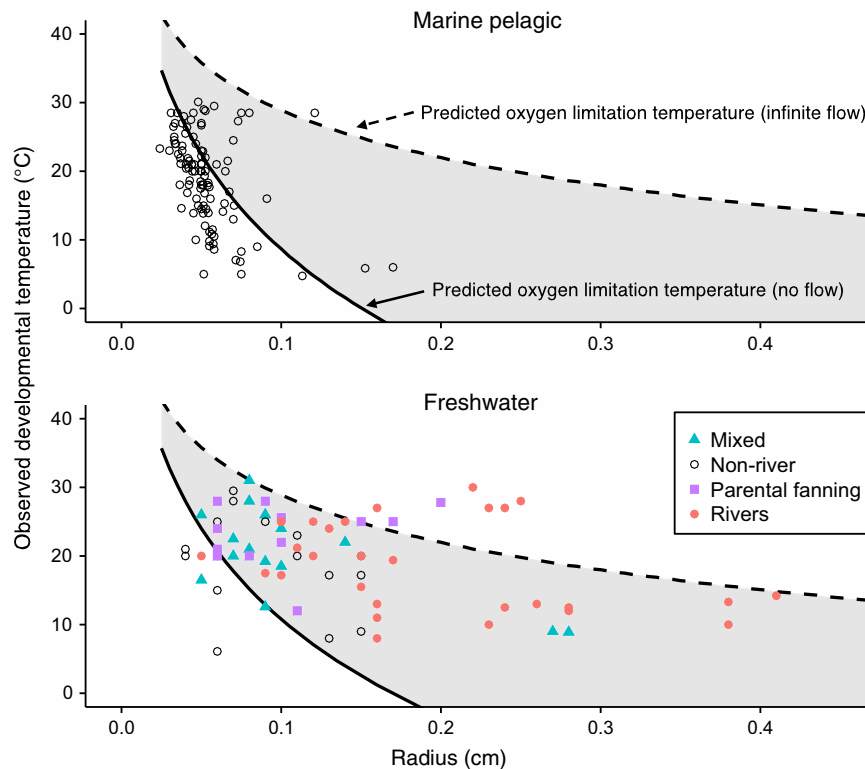 Marine pelagic
40
30
20
10
0
Predicted oxygen limitation temperature (infinite flow)
Predicted oxygen limitation temperature (no flow)
0.0 0.1 0.2 0.3 0.4
Observed developmental temperature (°C)
Freshwater
40
30
20
10
0
Mixed
Non-river
Parental fanning
Rivers
0.0 0.1 0.2 0.3 0.4
Radius (cm)